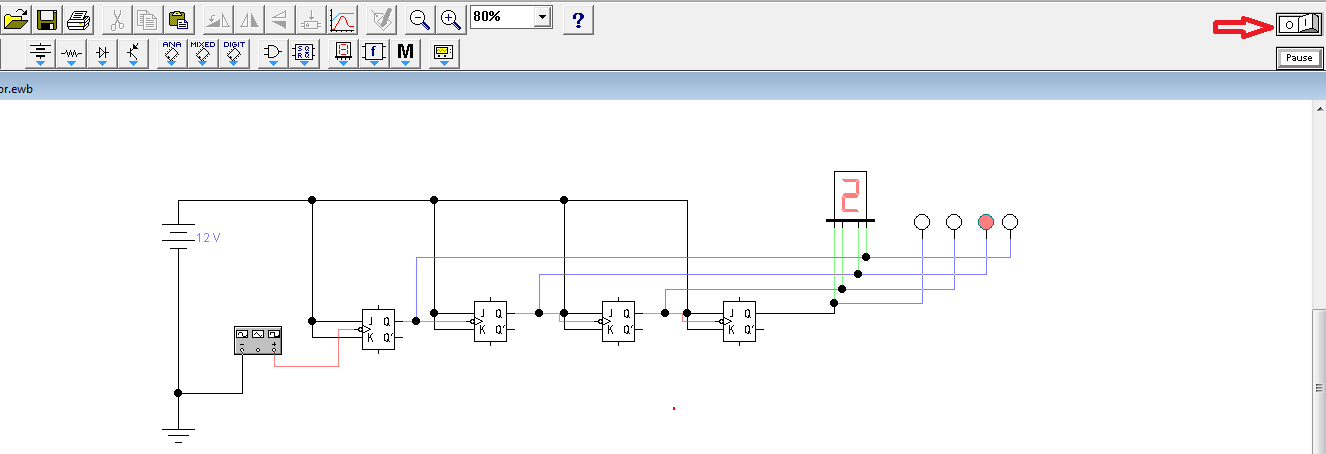 80%
?
O I
ANA MIXED DIGIT
f M
Pause
or.ewb
2
12 V
J Q J Q J Q J Q
K Q' K Q' K Q' K Q'
− +